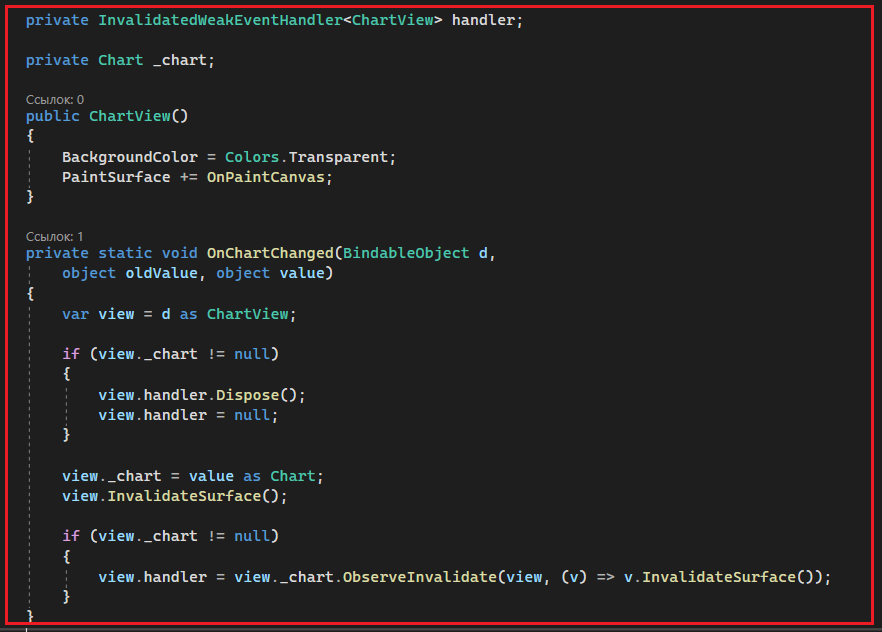 private InvalidatedWeakEventHandler<ChartView> handler;
private Chart _chart;
Ссылок: 0
public ChartView()
{
BackgroundColor = Colors.Transparent;
PaintSurface += OnPaintCanvas;
}
Ссылок: 1
private static void OnChartChanged(BindableObject d,
object oldValue, object value)
{
var view = d as ChartView;
if (view._chart != null)
{
view.handler.Dispose();
view.handler = null;
}
view._chart = value as Chart;
view.InvalidateSurface();
if (view._chart != null)
{
view.handler = view._chart.ObserveInvalidate(view, (v) => v.InvalidateSurface());
}
}